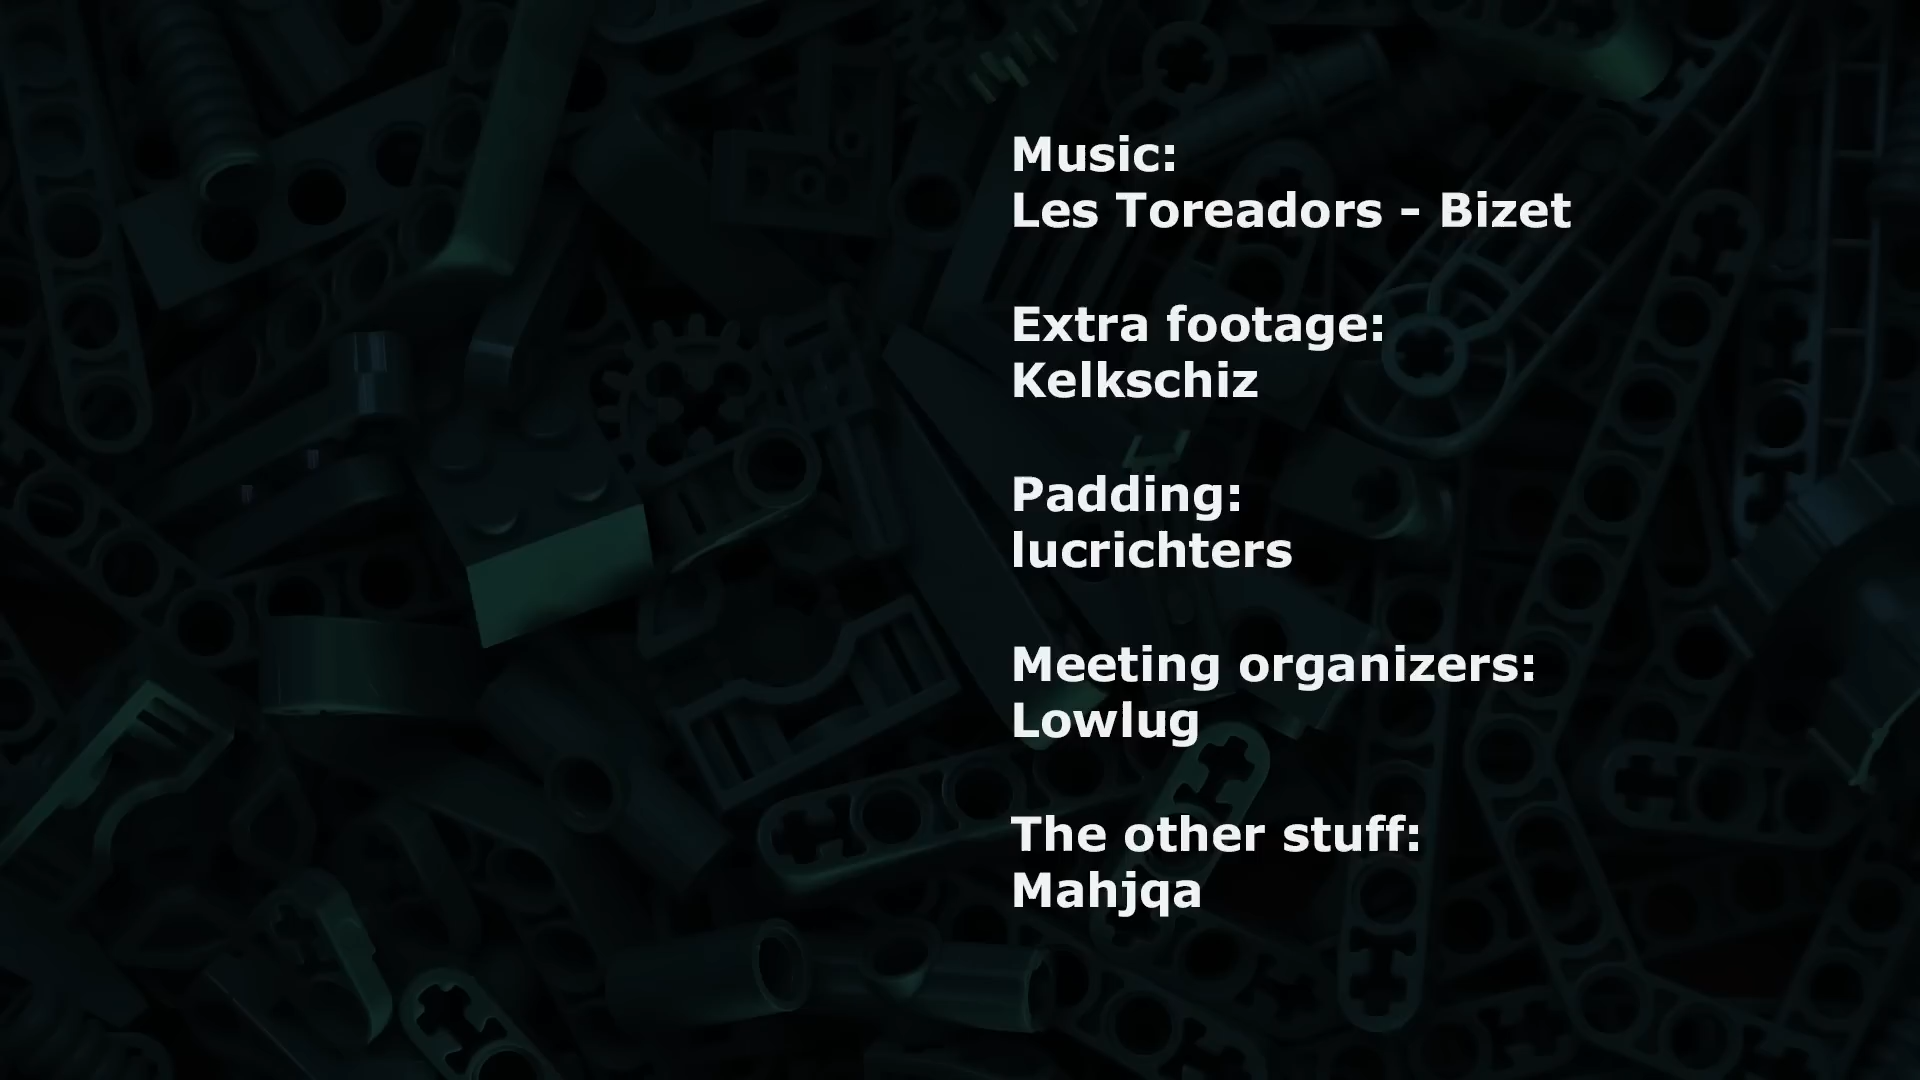 Music:
Les Toreadors - Bizet
Extra footage:
Kelkschiz
Padding:
lucrichters
Meeting organizers:
Lowlug
The other stuff:
Mahjqa